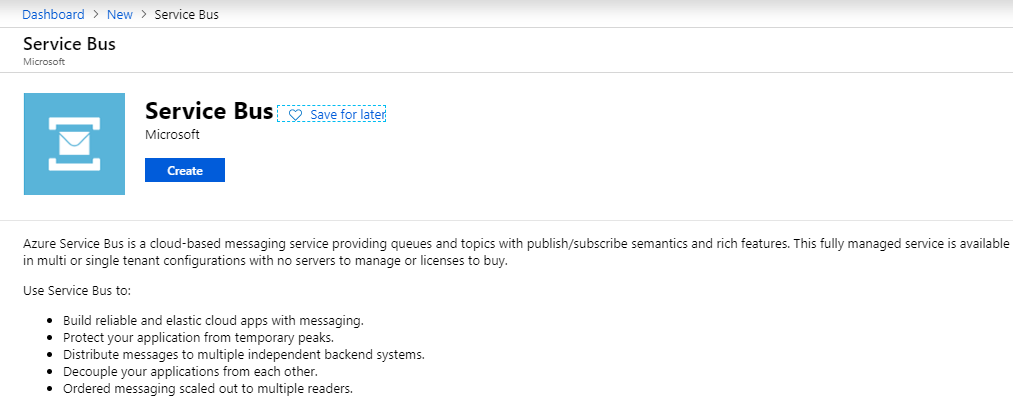 Dashboard > New > Service Bus
Service Bus
Microsoft
Service Bus
Save for later
Microsoft
Create
Azure Service Bus is a cloud-based messaging service providing queues and topics with publish/subscribe semantics and rich features. This fully managed service is available
in multi or single tenant configurations with no servers to manage or licenses to buy.
Use Service Bus to:
• Build reliable and elastic cloud apps with messaging.
• Protect your application from temporary peaks.
• Distribute messages to multiple independent backend systems.
• Decouple your applications from each other.
• Ordered messaging scaled out to multiple readers.